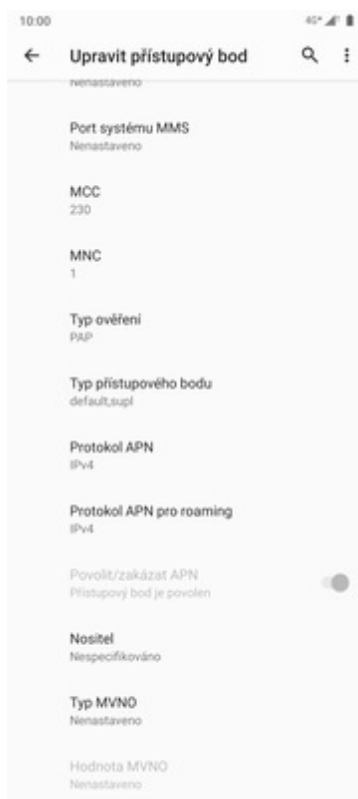 10:00
4G+
Upravit přístupový bod
Nenastaveno
Port systému MMS
Nenastaveno
MCC
230
MNC
1
Typ ověření
PAP
Typ přístupového bodu
default,supl
Protokol APN
IPv4
Protokol APN pro roaming
IPv4
Povolit/zakázat APN
Přístupový bod je povolen
Nositel
Nespecifikováno
Typ MVNO
Nenastaveno
Hodnota MVNO
Nenastaveno